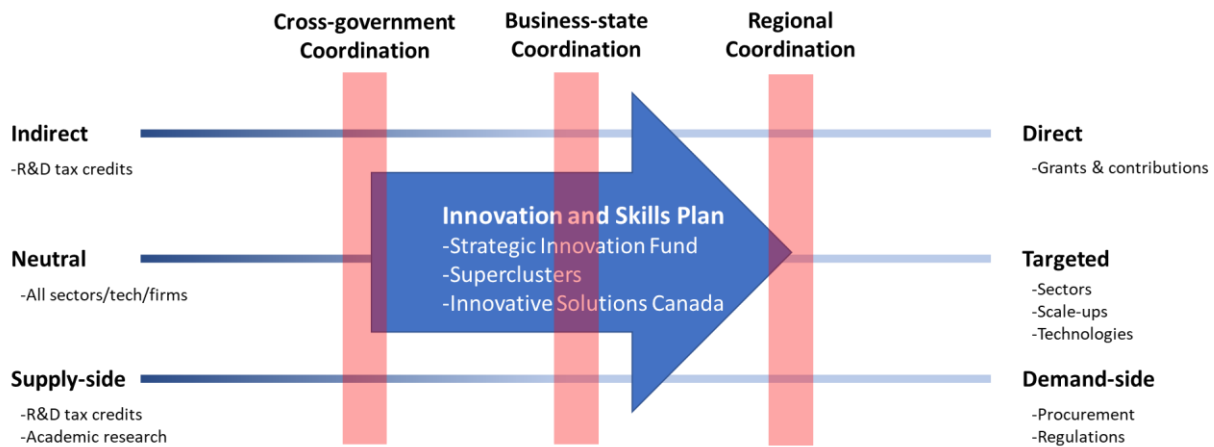 Cross-government
Coordination
Business-state
Coordination
Regional
Coordination
Indirect
-R&D tax credits
Direct
-Grants & contributions
Innovation and Skills Plan
-Strategic Innovation Fund
-Superclusters
-Innovative Solutions Canada
Neutral
-All sectors/tech/firms
Targeted
-Sectors
-Scale-ups
-Technologies
Supply-side
-R&D tax credits
-Academic research
Demand-side
-Procurement
-Regulations